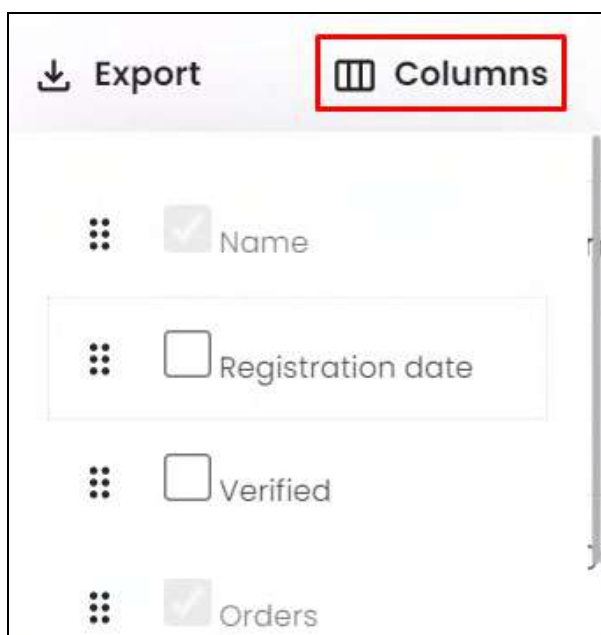 Export
Columns
Name
Registration date
Verified
Orders